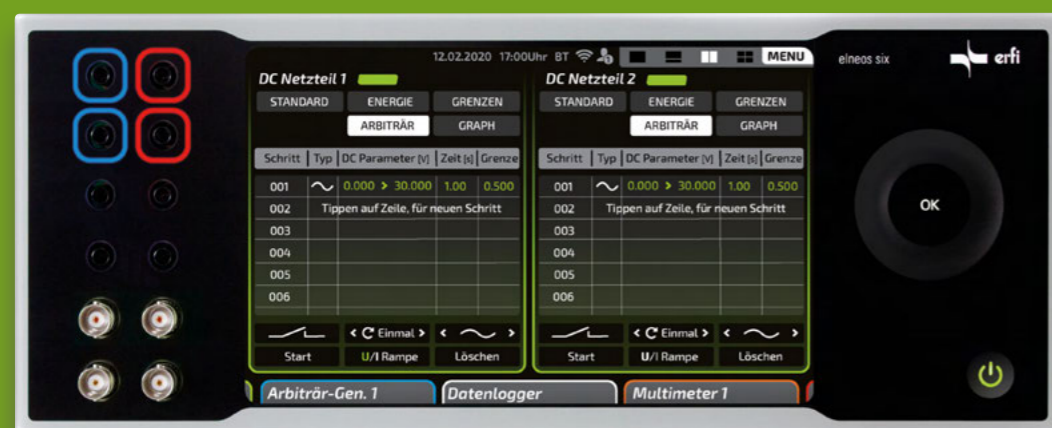 12.02.2020 17:00Uhr BT MENU
elneos six
erfi
DC Netzteil 1
STANDARD ENERGIE GRENZEN
ARBITRÄR GRAPH
Schritt Typ DC Parameter [V] Zeit [s] Grenze
001 0.000 > 30.000 1.00 0.500
002 Tippen auf Zeile, für neuen Schritt
003
004
005
006
< Einmal > < >
Start U/I Rampe Löschen
DC Netzteil 2
STANDARD ENERGIE GRENZEN
ARBITRÄR GRAPH
Schritt Typ DC Parameter [V] Zeit [s] Grenze
001 0.000 > 30.000 1.00 0.500
002 Tippen auf Zeile, für neuen Schritt
003
004
005
006
< Einmal > < >
Start U/I Rampe Löschen
OK
Arbiträr-Gen. 1 Datenlogger Multimeter 1